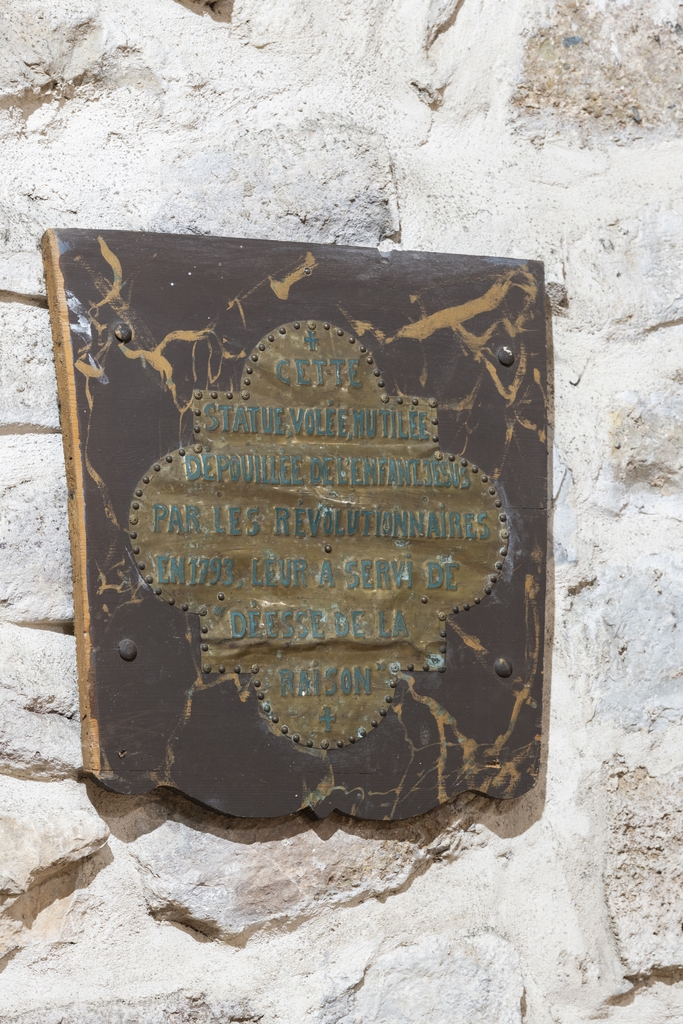 ✝
CETTE
STATUE, VOLÉE, MUTILÉE,
DÉPOUILLÉE DE L'ENFANT JÉSUS
PAR LES RÉVOLUTIONNAIRES
EN 1793, LEUR A SERVI DE
"DÉESSE DE LA
RAISON"
✝